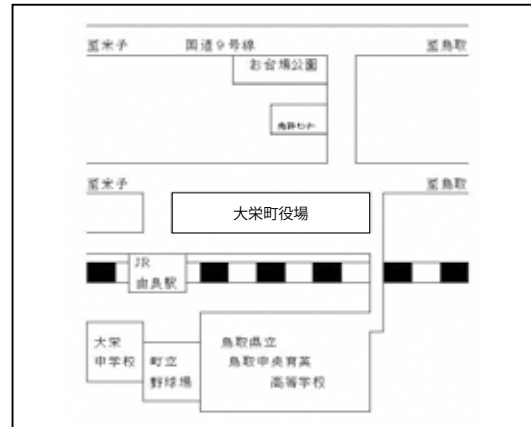 至米子 国道9号線 至鳥取
お台場公園
至米子 至鳥取
大栄町役場
JR
由良駅
大栄
中学校
町立
野球場
鳥取県立
鳥取中央育英
高等学校